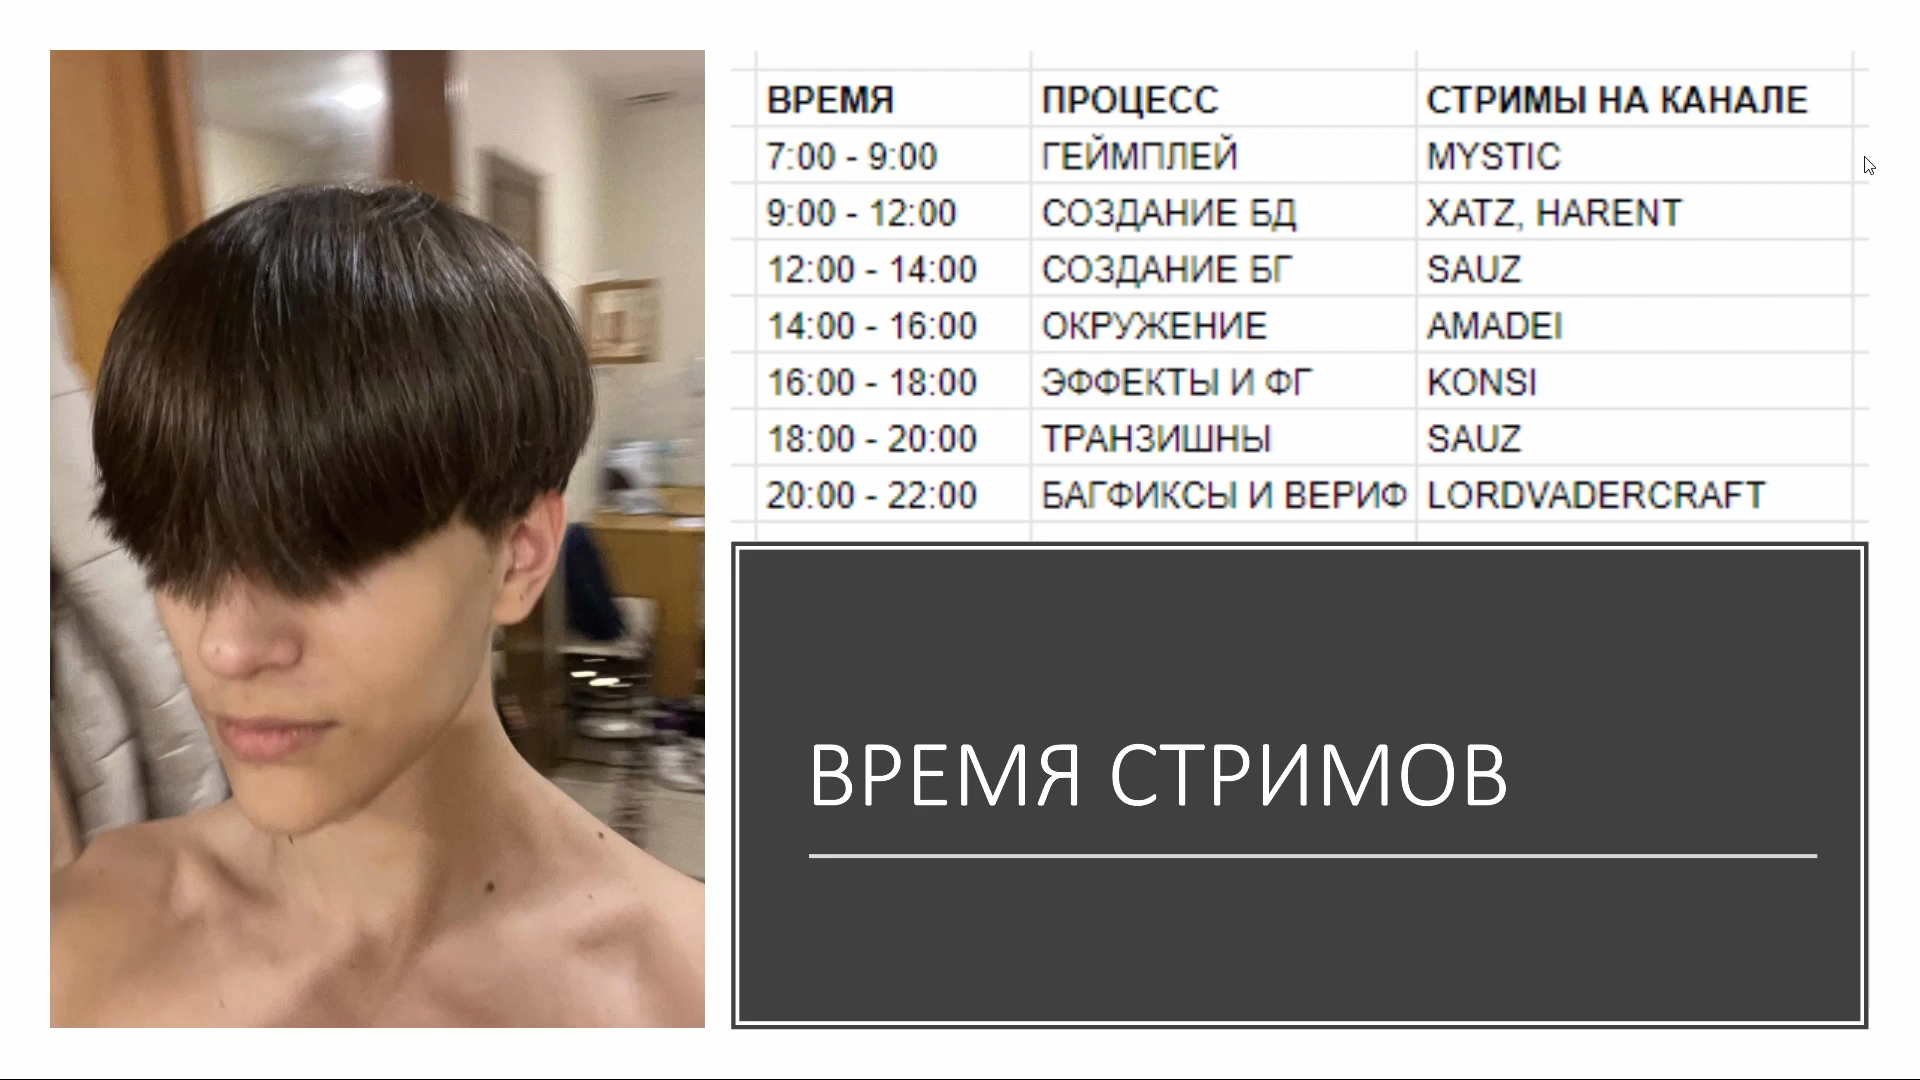 ВРЕМЯ ПРОЦЕСС СТРИМЫ НА КАНАЛЕ
7:00 - 9:00 ГЕЙМПЛЕЙ MYSTIC
9:00 - 12:00 СОЗДАНИЕ БД XATZ, HARENT
12:00 - 14:00 СОЗДАНИЕ БГ SAUZ
14:00 - 16:00 ОКРУЖЕНИЕ AMADEI
16:00 - 18:00 ЭФФЕКТЫ И ФГ KONSI
18:00 - 20:00 ТРАНЗИШНЫ SAUZ
20:00 - 22:00 БАГФИКСЫ И ВЕРИФ LORDVADERCRAFT
ВРЕМЯ СТРИМОВ